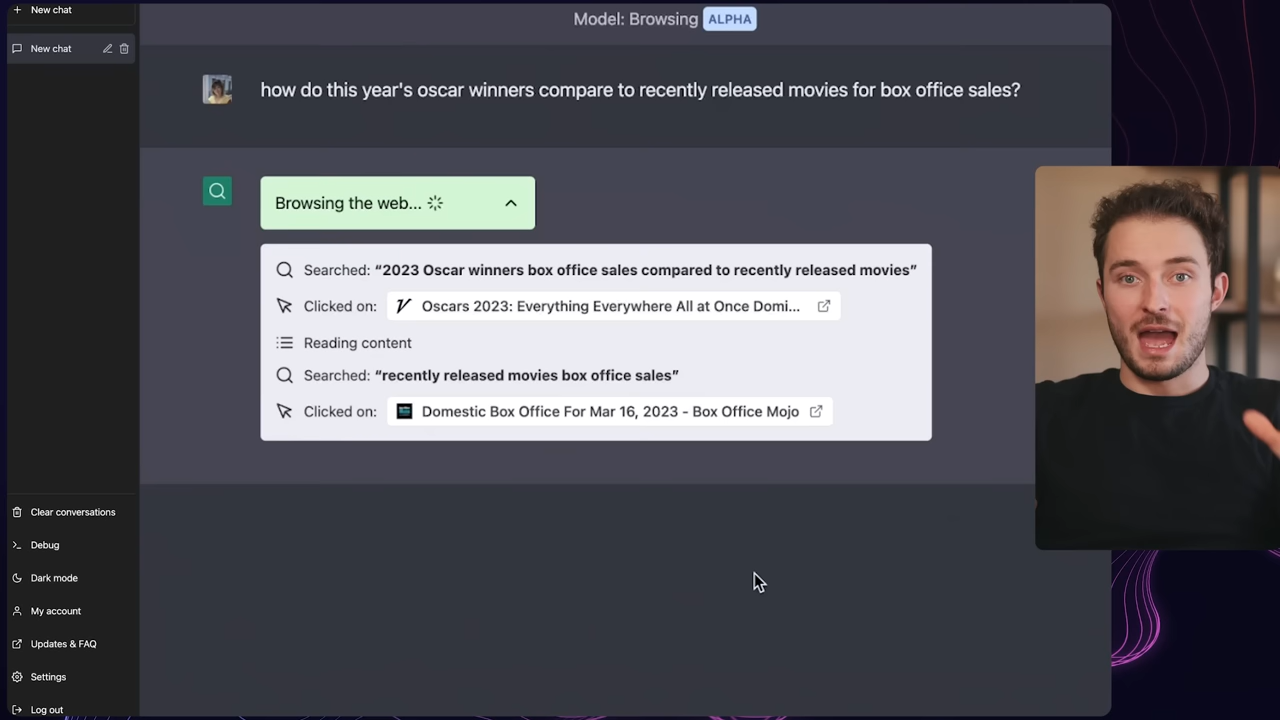 New chat
New chat
Clear conversations
Debug
Dark mode
My account
Updates & FAQ
Settings
Log out
Model: Browsing ALPHA
how do this year's oscar winners compare to recently released movies for box office sales?
Browsing the web...
Searched: “2023 Oscar winners box office sales compared to recently released movies”
Clicked on: Oscars 2023: Everything Everywhere All at Once Domi...
Reading content
Searched: “recently released movies box office sales”
Clicked on: Domestic Box Office For Mar 16, 2023 - Box Office Mojo